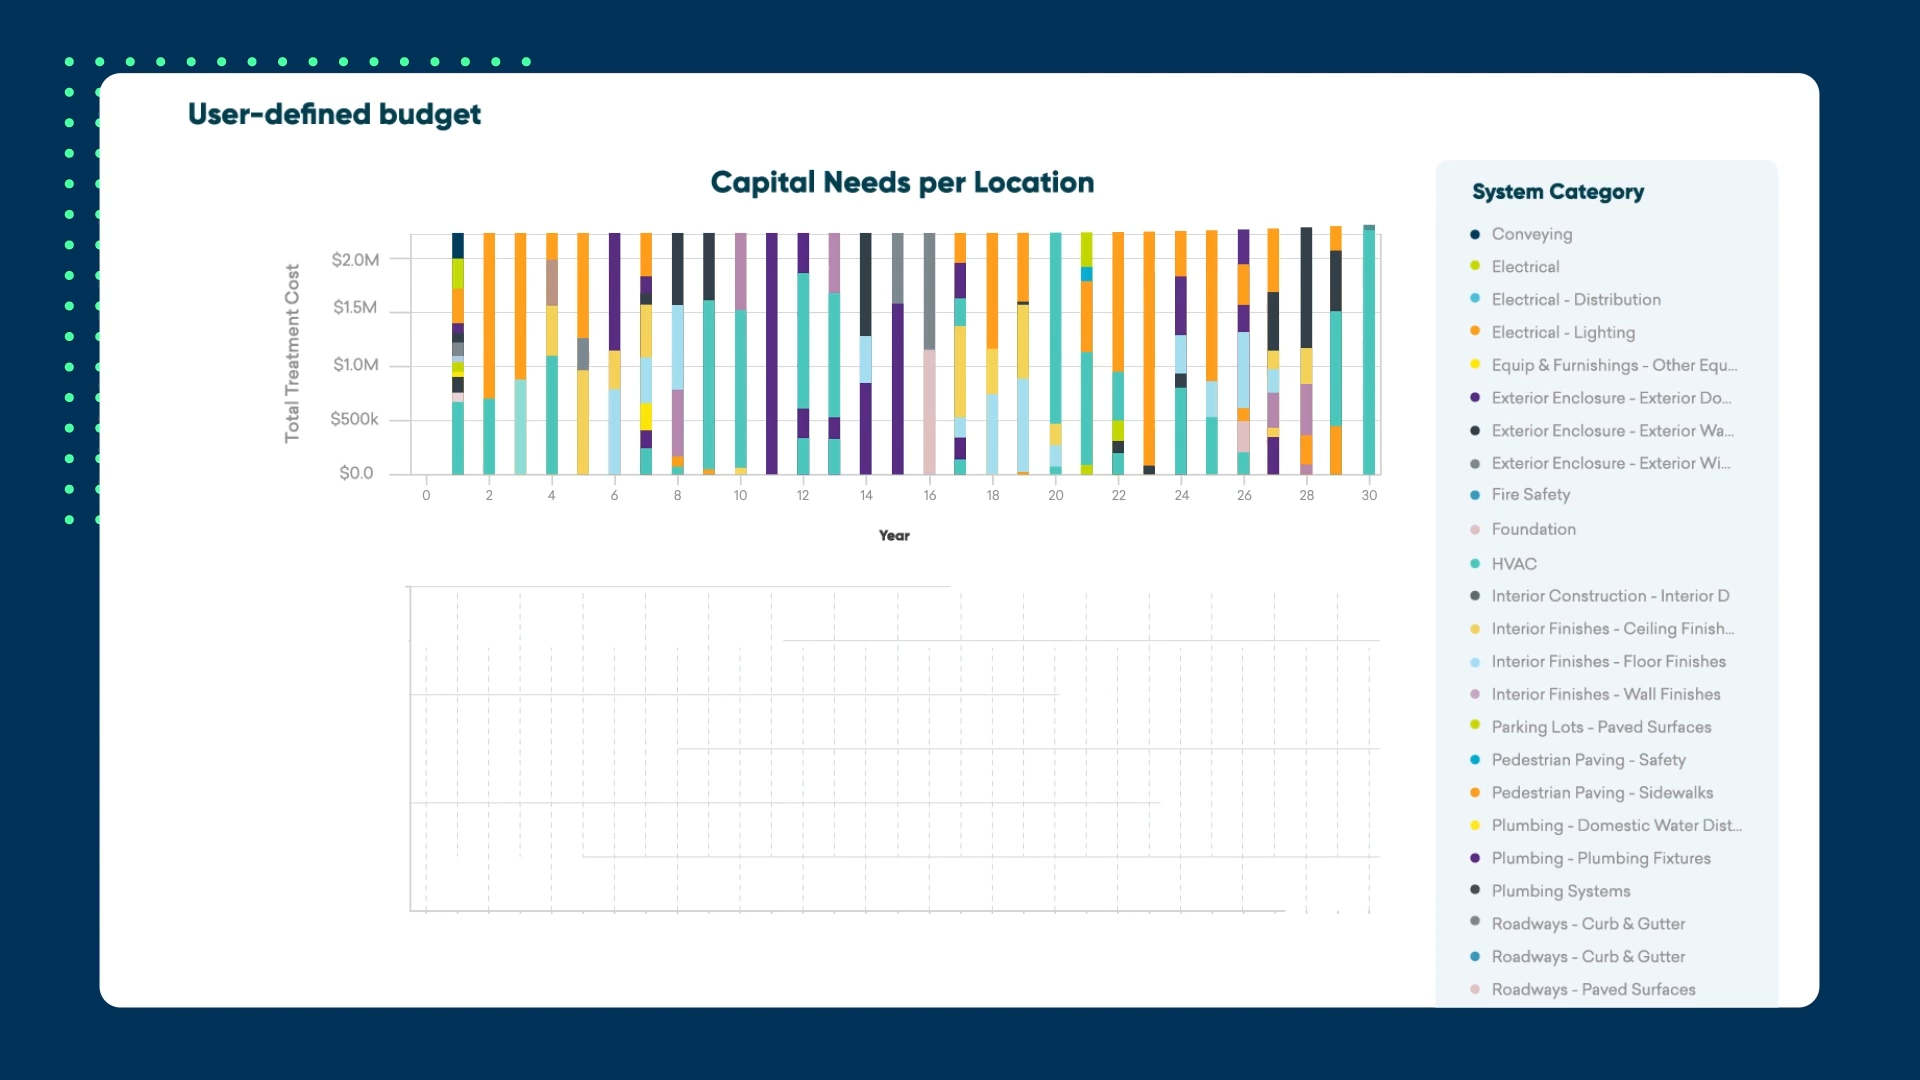 User-defined budget
Capital Needs per Location
Total Treatment Cost
$2.0M
$1.5M
$1.0M
$500k
$0.0
0 2 4 6 8 10 12 14 16 18 20 22 24 26 28 30
Year
System Category
Conveying
Electrical
Electrical - Distribution
Electrical - Lighting
Equip & Furnishings - Other Equ...
Exterior Enclosure - Exterior Do...
Exterior Enclosure - Exterior Wa...
Exterior Enclosure - Exterior Wi...
Fire Safety
Foundation
HVAC
Interior Construction - Interior D
Interior Finishes - Ceiling Finish...
Interior Finishes - Floor Finishes
Interior Finishes - Wall Finishes
Parking Lots - Paved Surfaces
Pedestrian Paving - Safety
Pedestrian Paving - Sidewalks
Plumbing - Domestic Water Dist...
Plumbing - Plumbing Fixtures
Plumbing Systems
Roadways - Curb & Gutter
Roadways - Curb & Gutter
Roadways - Paved Surfaces